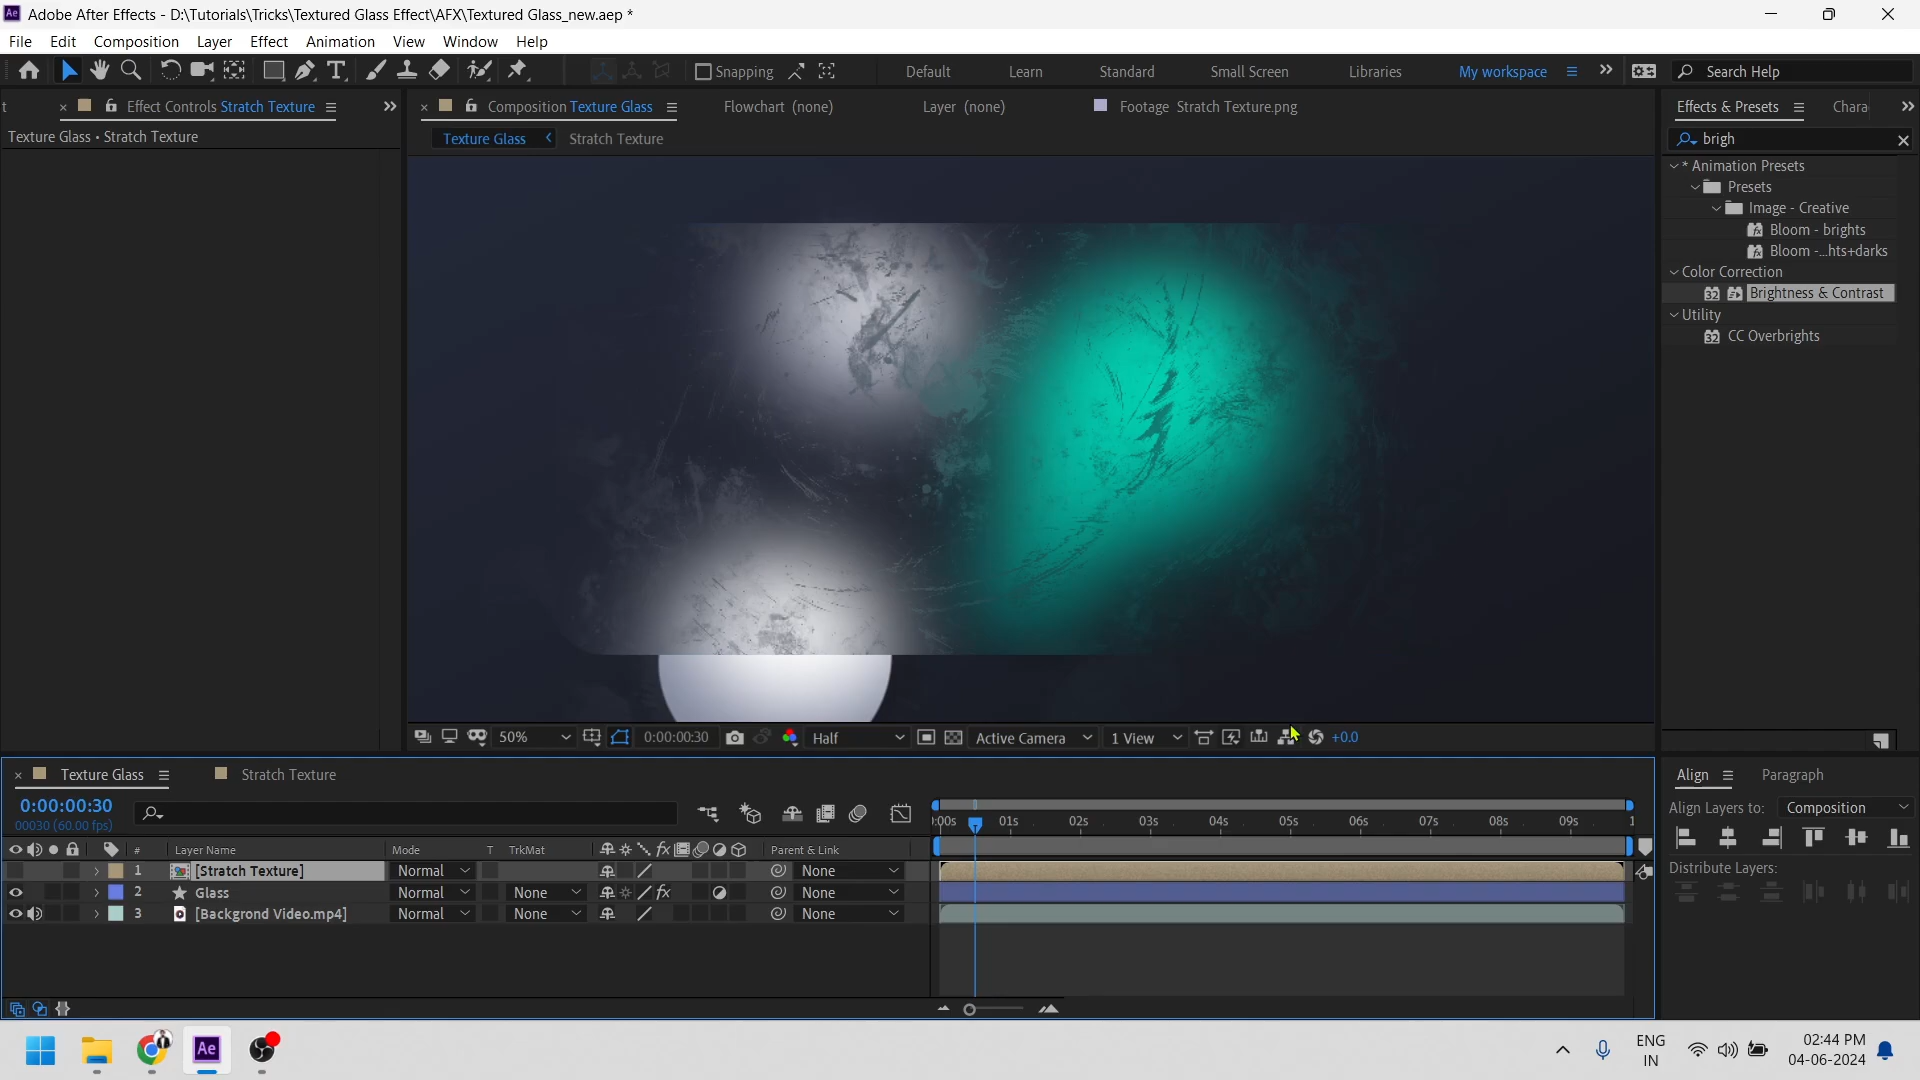 Adobe After Effects - D:\Tutorials\Tricks\Textured Glass Effect\AFX\Textured Glass_new.aep *
File Edit Composition Layer Effect Animation View Window Help
Snapping Default Learn Standard Small Screen Libraries My workspace Search Help
t Effect Controls Stretch Texture Composition Texture Glass Flowchart (none) Layer (none) Footage Stratch Texture.png Effects & Presets Chara
Texture Glass • Stratch Texture
Texture Glass Stratch Texture
brigh
* Animation Presets
Presets
Image - Creative
Bloom - brights
Bloom -...hts+darks
Color Correction
32 Brightness & Contrast
Utility
32 CC Overbrights
50% 0:00:00:30 Half Active Camera 1 View +0.0
Texture Glass Stratch Texture
Align Paragraph
0:00:00:30
00030 (60.00 fps)
:00s 01s 02s 03s 04s 05s 06s 07s 08s 09s 1
Align Layers to: Composition
# Layer Name Mode T TrkMat fx Parent & Link
Distribute Layers:
1 [Stratch Texture] Normal None
2 Glass Normal None fx None
3 [Backgrond Video.mp4] Normal None None
Ae
ENG
IN
02:44 PM
04-06-2024